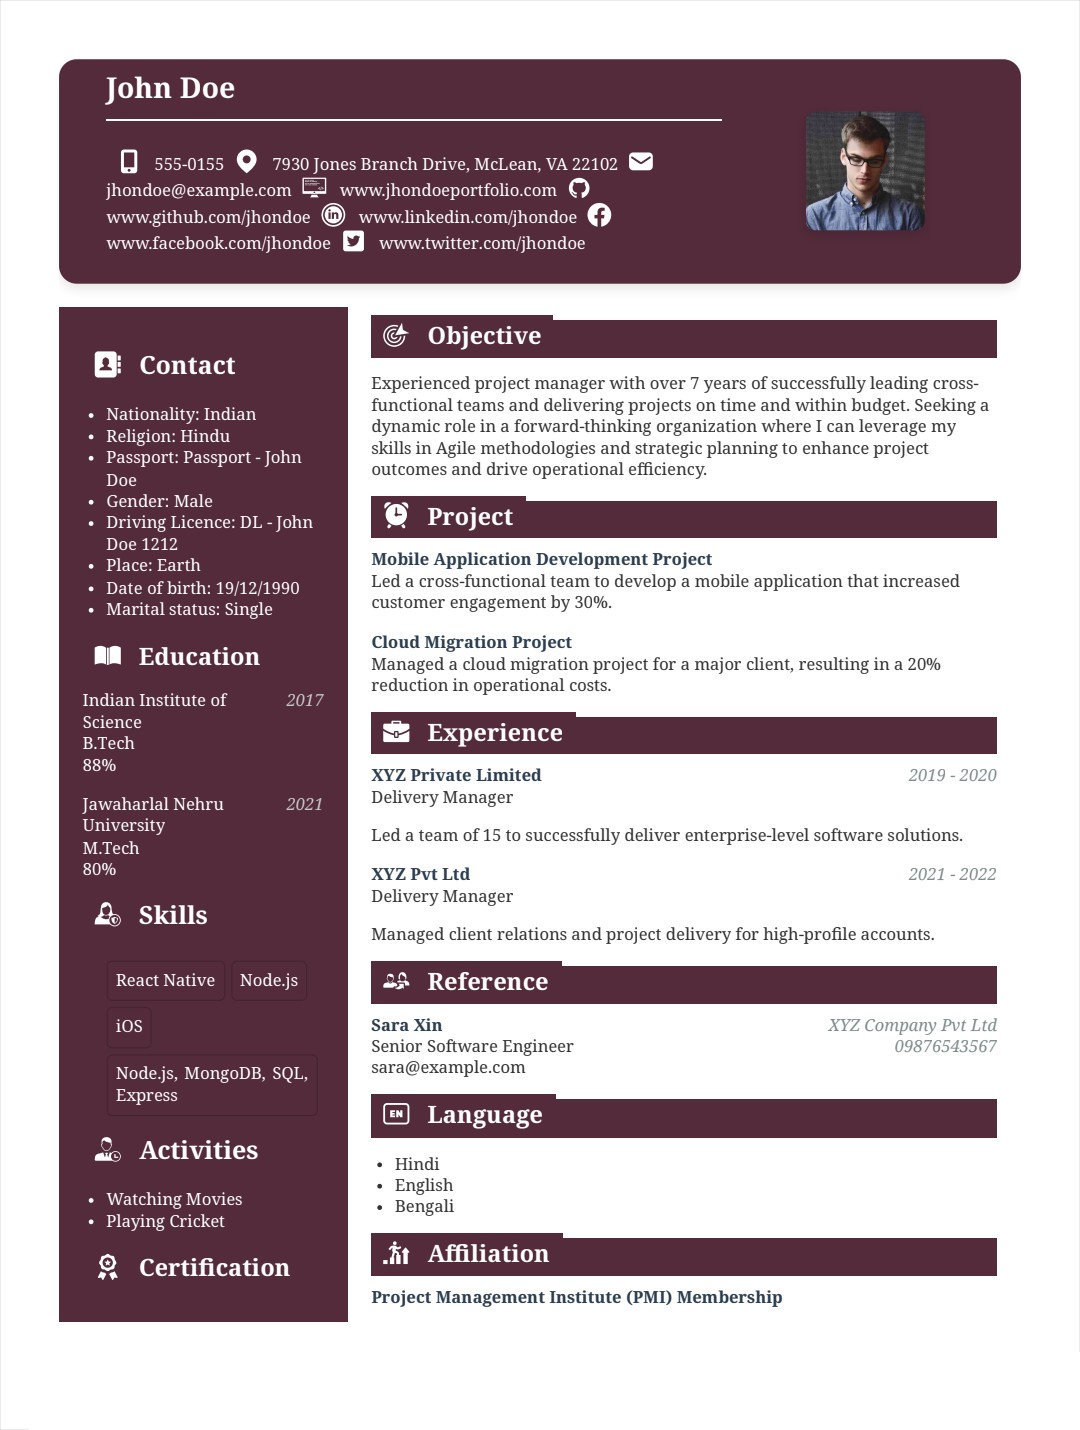 John Doe
555-0155 7930 Jones Branch Drive, McLean, VA 22102
jhondoe@example.com www.jhondoeportfolio.com
www.github.com/jhondoe www.linkedin.com/jhondoe
www.facebook.com/jhondoe www.twitter.com/jhondoe
Contact
• Nationality: Indian
• Religion: Hindu
• Passport: Passport - John
Doe
• Gender: Male
• Driving Licence: DL - John
Doe 1212
• Place: Earth
• Date of birth: 19/12/1990
• Marital status: Single
Education
Indian Institute of 2017
Science
B.Tech
88%
Jawaharlal Nehru 2021
University
M.Tech
80%
Skills
React Native Node.js
iOS
Node.js, MongoDB, SQL,
Express
Activities
• Watching Movies
• Playing Cricket
Certification
Objective
Experienced project manager with over 7 years of successfully leading cross-
functional teams and delivering projects on time and within budget. Seeking a
dynamic role in a forward-thinking organization where I can leverage my
skills in Agile methodologies and strategic planning to enhance project
outcomes and drive operational efficiency.
Project
Mobile Application Development Project
Led a cross-functional team to develop a mobile application that increased
customer engagement by 30%.
Cloud Migration Project
Managed a cloud migration project for a major client, resulting in a 20%
reduction in operational costs.
Experience
XYZ Private Limited 2019 - 2020
Delivery Manager
Led a team of 15 to successfully deliver enterprise-level software solutions.
XYZ Pvt Ltd 2021 - 2022
Delivery Manager
Managed client relations and project delivery for high-profile accounts.
Reference
Sara Xin XYZ Company Pvt Ltd
Senior Software Engineer 09876543567
sara@example.com
EN Language
• Hindi
• English
• Bengali
Affiliation
Project Management Institute (PMI) Membership